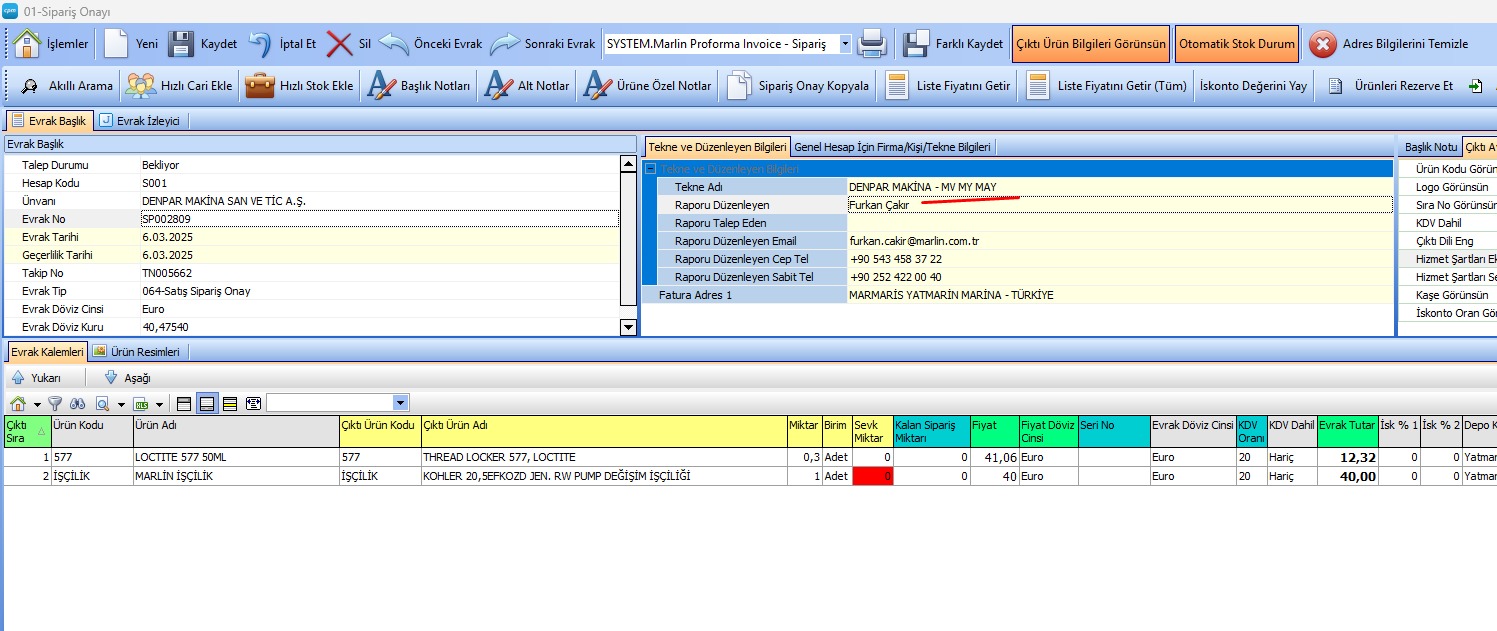 cpm 01-Sipariş Onayı
İşlemler Yeni Kaydet İptal Et Sil Önceki Evrak Sonraki Evrak SYSTEM.Marlin Proforma Invoice - Sipariş Farklı Kaydet Çıktı Ürün Bilgileri Görünsün Otomatik Stok Durum Adres Bilgilerini Temizle
Akıllı Arama Hızlı Cari Ekle Hızlı Stok Ekle Başlık Notları Alt Notlar Ürüne Özel Notlar Sipariş Onay Kopyala Liste Fiyatını Getir Liste Fiyatını Getir (Tüm) İskonto Değerini Yay Ürünleri Rezerve Et
Evrak Başlık Evrak İzleyici
Evrak Başlık
Talep Durumu Bekliyor
Hesap Kodu S001
Ünvanı DENPAR MAKİNA SAN VE TİC A.Ş.
Evrak No SP002809
Evrak Tarihi 6.03.2025
Geçerlilik Tarihi 6.03.2025
Takip No TN005662
Evrak Tip 064-Satış Sipariş Onay
Evrak Döviz Cinsi Euro
Evrak Döviz Kuru 40,47540
Tekne ve Düzenleyen Bilgileri Genel Hesap İçin Firma/Kişi/Tekne Bilgileri
Tekne ve Düzenleyen Bilgileri
Tekne Adı DENPAR MAKİNA - MV MY MAY
Raporu Düzenleyen Furkan Çakır
Raporu Talep Eden
Raporu Düzenleyen Email furkan.cakir@marlin.com.tr
Raporu Düzenleyen Cep Tel +90 543 458 37 22
Raporu Düzenleyen Sabit Tel +90 252 422 00 40
Fatura Adres 1 MARMARİS YATMARİN MARİNA - TÜRKİYE
Başlık Notu Çıktı A
Ürün Kodu Görün
Logo Görünsün
Sıra No Görünsün
KDV Dahil
Çıktı Dili Eng
Hizmet Şartları E
Hizmet Şartları Se
Kaşe Görünsün
İskonto Oran Gö
Evrak Kalemleri Ürün Resimleri
Yukarı Aşağı
Çıktı Sıra Ürün Kodu Ürün Adı Çıktı Ürün Kodu Çıktı Ürün Adı Miktar Birim Sevk Miktar Kalan Sipariş Miktarı Fiyat Fiyat Döviz Cinsi Seri No Evrak Döviz Cinsi KDV Oranı KDV Dahil Evrak Tutar İsk % 1 İsk % 2 Depo K
1 577 LOCTITE 577 50ML 577 THREAD LOCKER 577, LOCTITE 0,3 Adet 0 0 41,06 Euro Euro 20 Hariç 12,32 0 0 Yatmar
2 İŞÇİLİK MARLİN İŞÇİLİK İŞÇİLİK KOHLER 20,5EFKOZD JEN. RW PUMP DEĞİŞİM İŞÇİLİĞİ 1 Adet 0 0 40 Euro Euro 20 Hariç 40,00 0 0 Yatmar